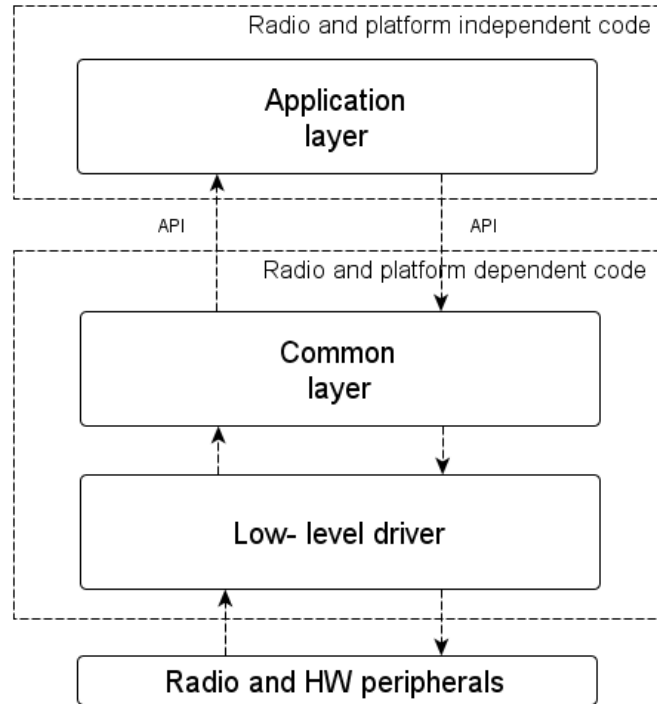 Radio and platform independent code
Application
layer
API
API
Radio and platform dependent code
Common
layer
Low- level driver
Radio and HW peripherals